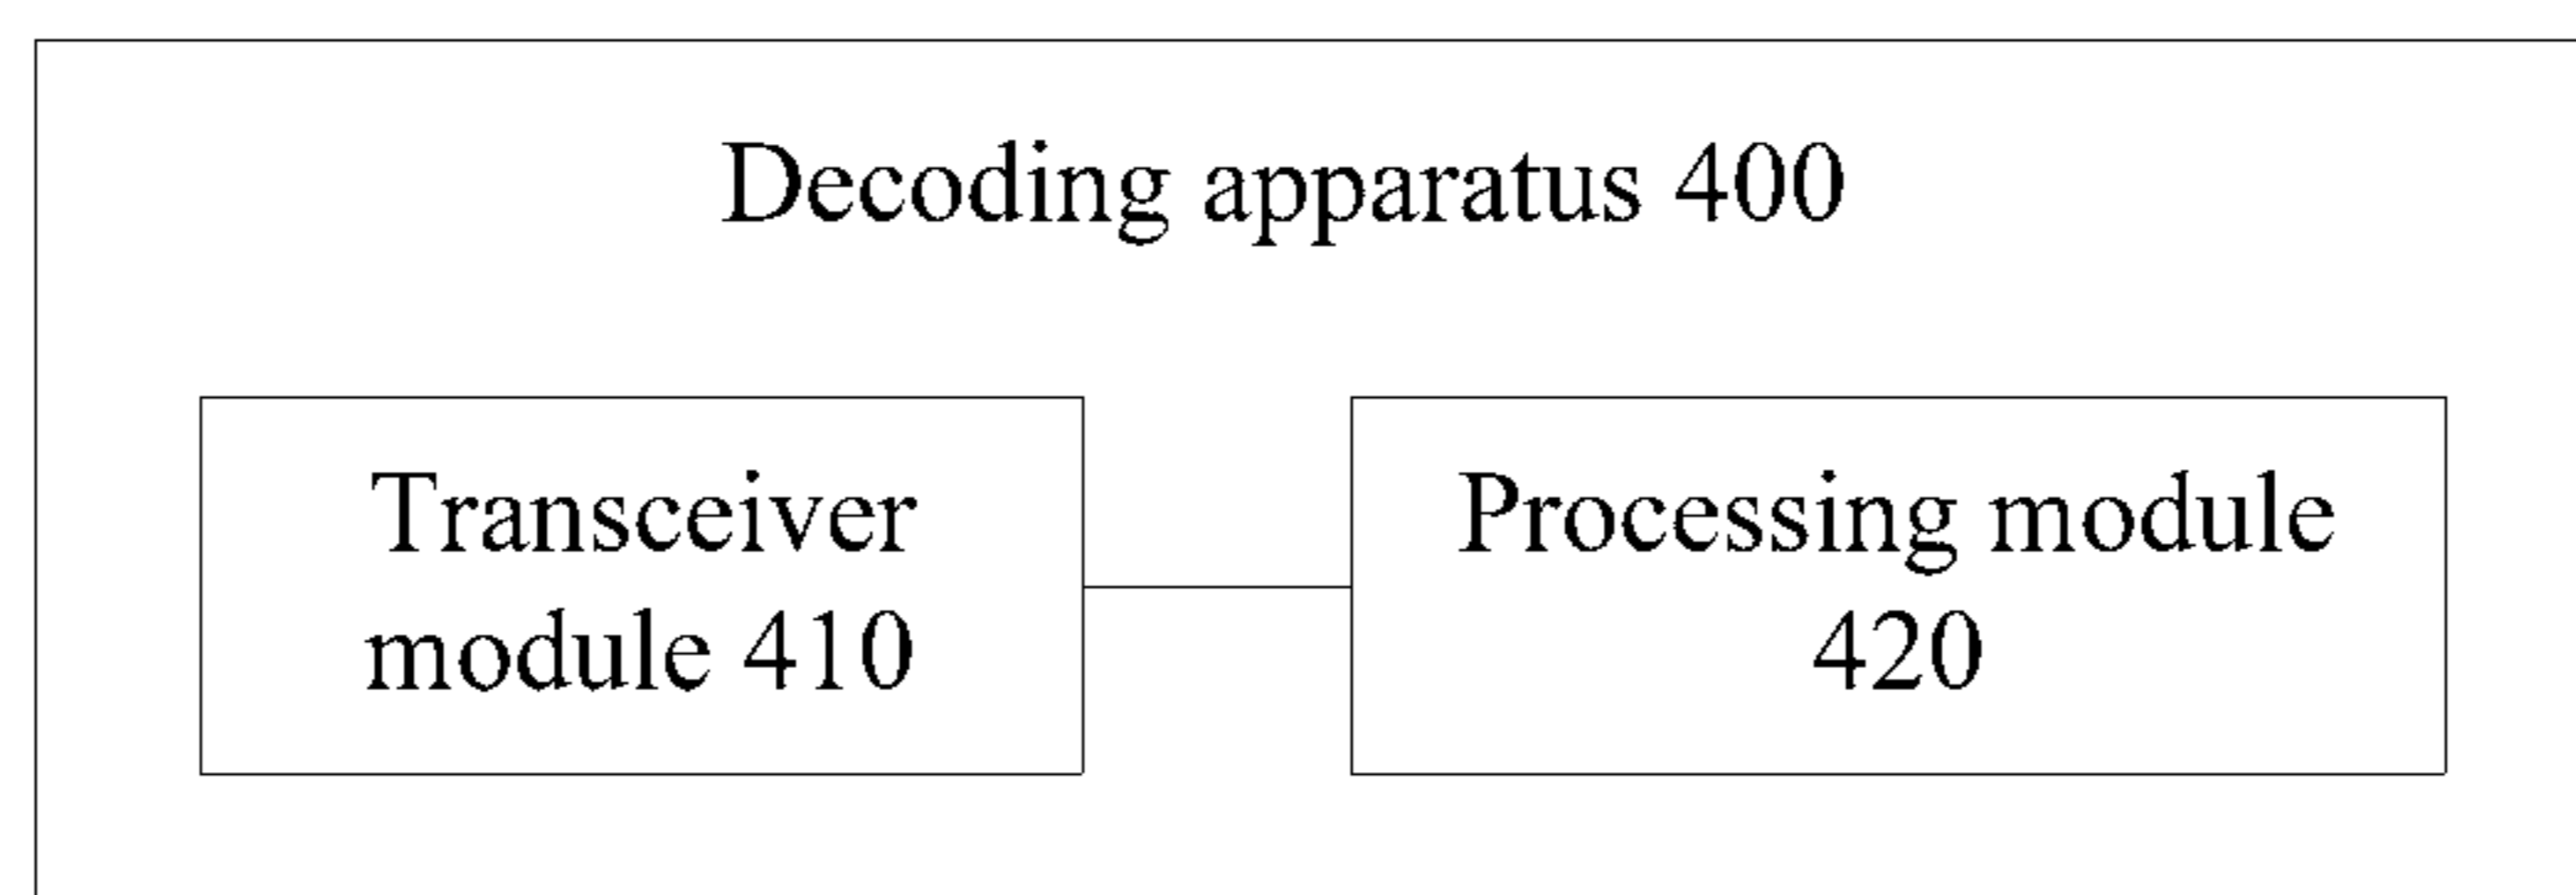 Decoding apparatus 400
Transceiver
module 410
Processing module
420